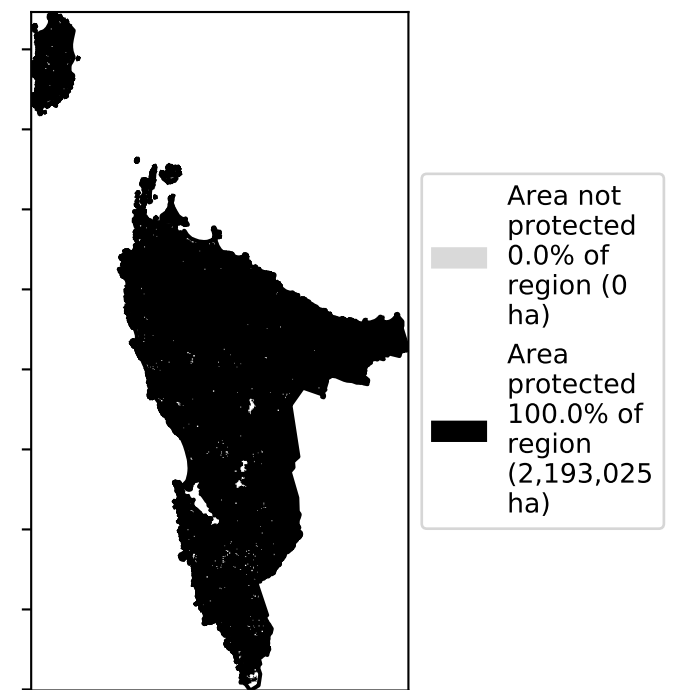 Area not
protected
0.0% of
region (0
ha)
Area
protected
100.0% of
region
(2,193,025
ha)